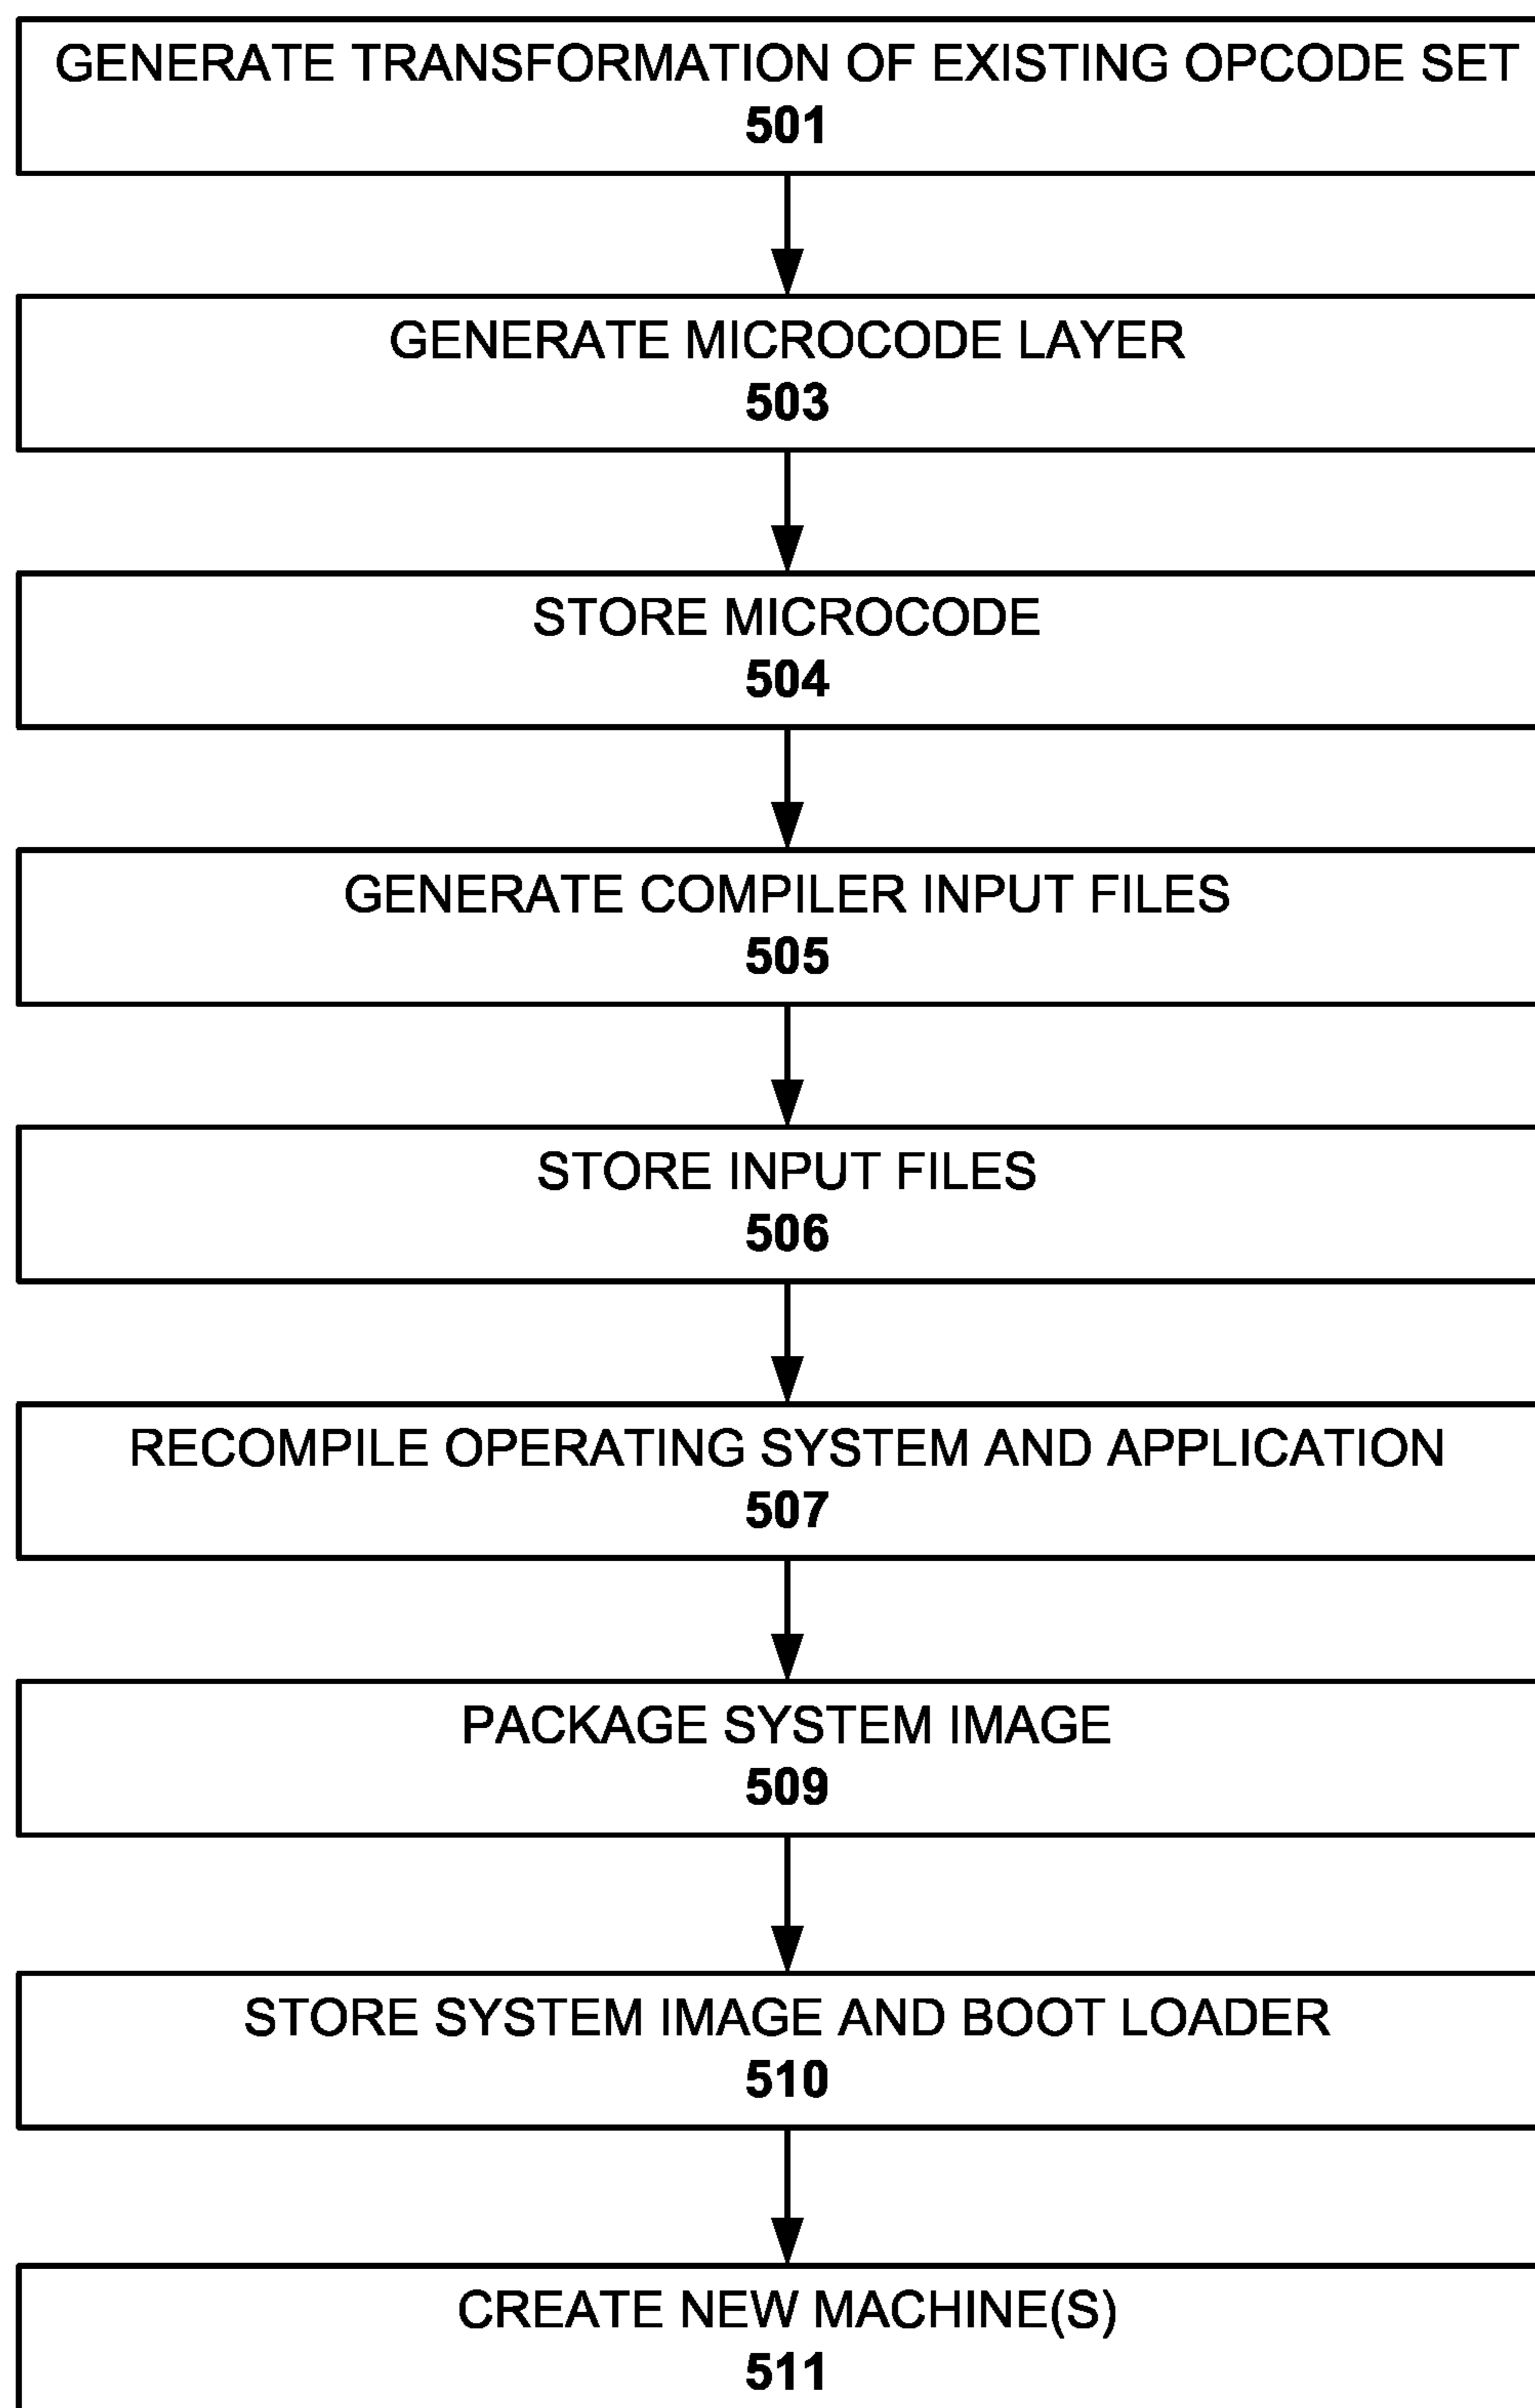 GENERATE TRANSFORMATION OF EXISTING OPCODE SET
501
GENERATE MICROCODE LAYER
503
STORE MICROCODE
504
GENERATE COMPILER INPUT FILES
505
STORE INPUT FILES
506
RECOMPILE OPERATING SYSTEM AND APPLICATION
507
PACKAGE SYSTEM IMAGE
509
STORE SYSTEM IMAGE AND BOOT LOADER
510
CREATE NEW MACHINE(S)
511